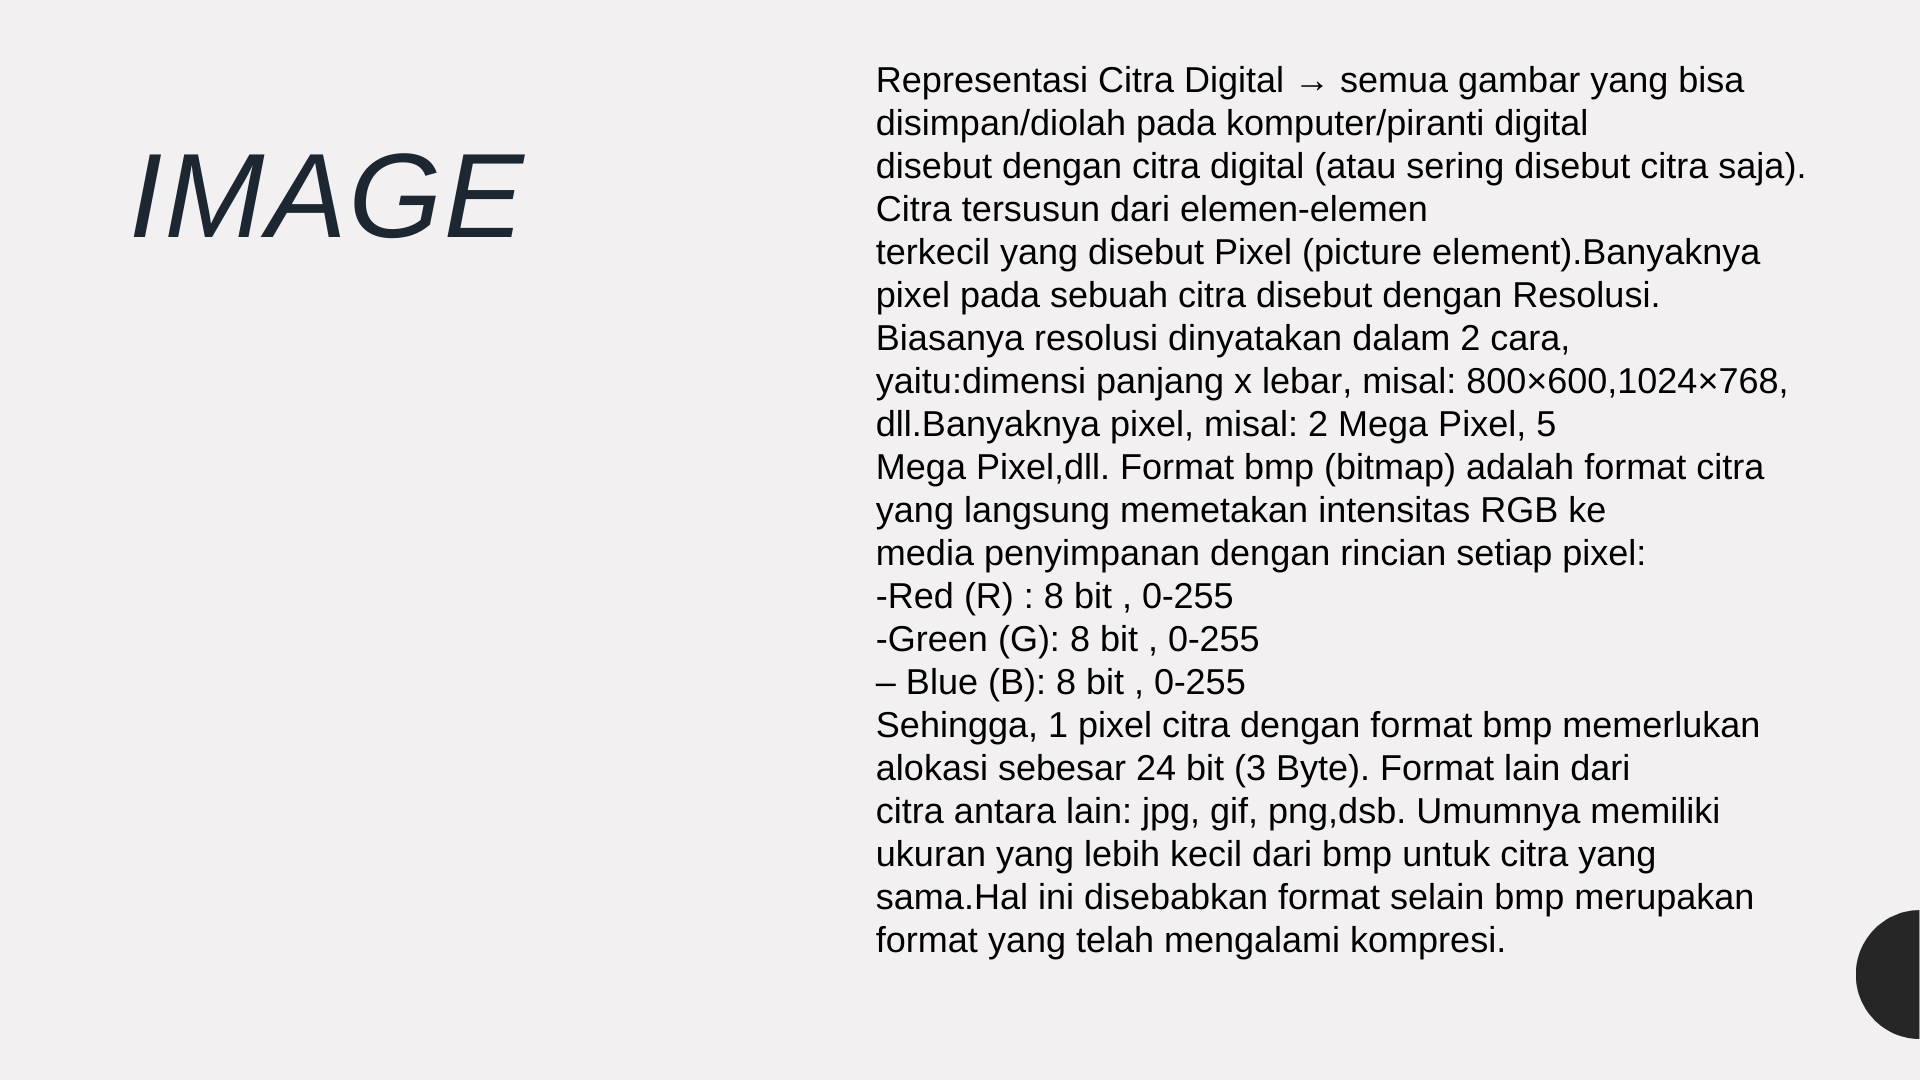 IMAGE
Representasi Citra Digital → semua gambar yang bisa
disimpan/diolah pada komputer/piranti digital
disebut dengan citra digital (atau sering disebut citra saja).
Citra tersusun dari elemen-elemen
terkecil yang disebut Pixel (picture element).Banyaknya
pixel pada sebuah citra disebut dengan Resolusi.
Biasanya resolusi dinyatakan dalam 2 cara,
yaitu:dimensi panjang x lebar, misal: 800×600,1024×768,
dll.Banyaknya pixel, misal: 2 Mega Pixel, 5
Mega Pixel,dll. Format bmp (bitmap) adalah format citra
yang langsung memetakan intensitas RGB ke
media penyimpanan dengan rincian setiap pixel:
-Red (R) : 8 bit , 0-255
-Green (G): 8 bit , 0-255
– Blue (B): 8 bit , 0-255
Sehingga, 1 pixel citra dengan format bmp memerlukan
alokasi sebesar 24 bit (3 Byte). Format lain dari
citra antara lain: jpg, gif, png,dsb. Umumnya memiliki
ukuran yang lebih kecil dari bmp untuk citra yang
sama.Hal ini disebabkan format selain bmp merupakan
format yang telah mengalami kompresi.